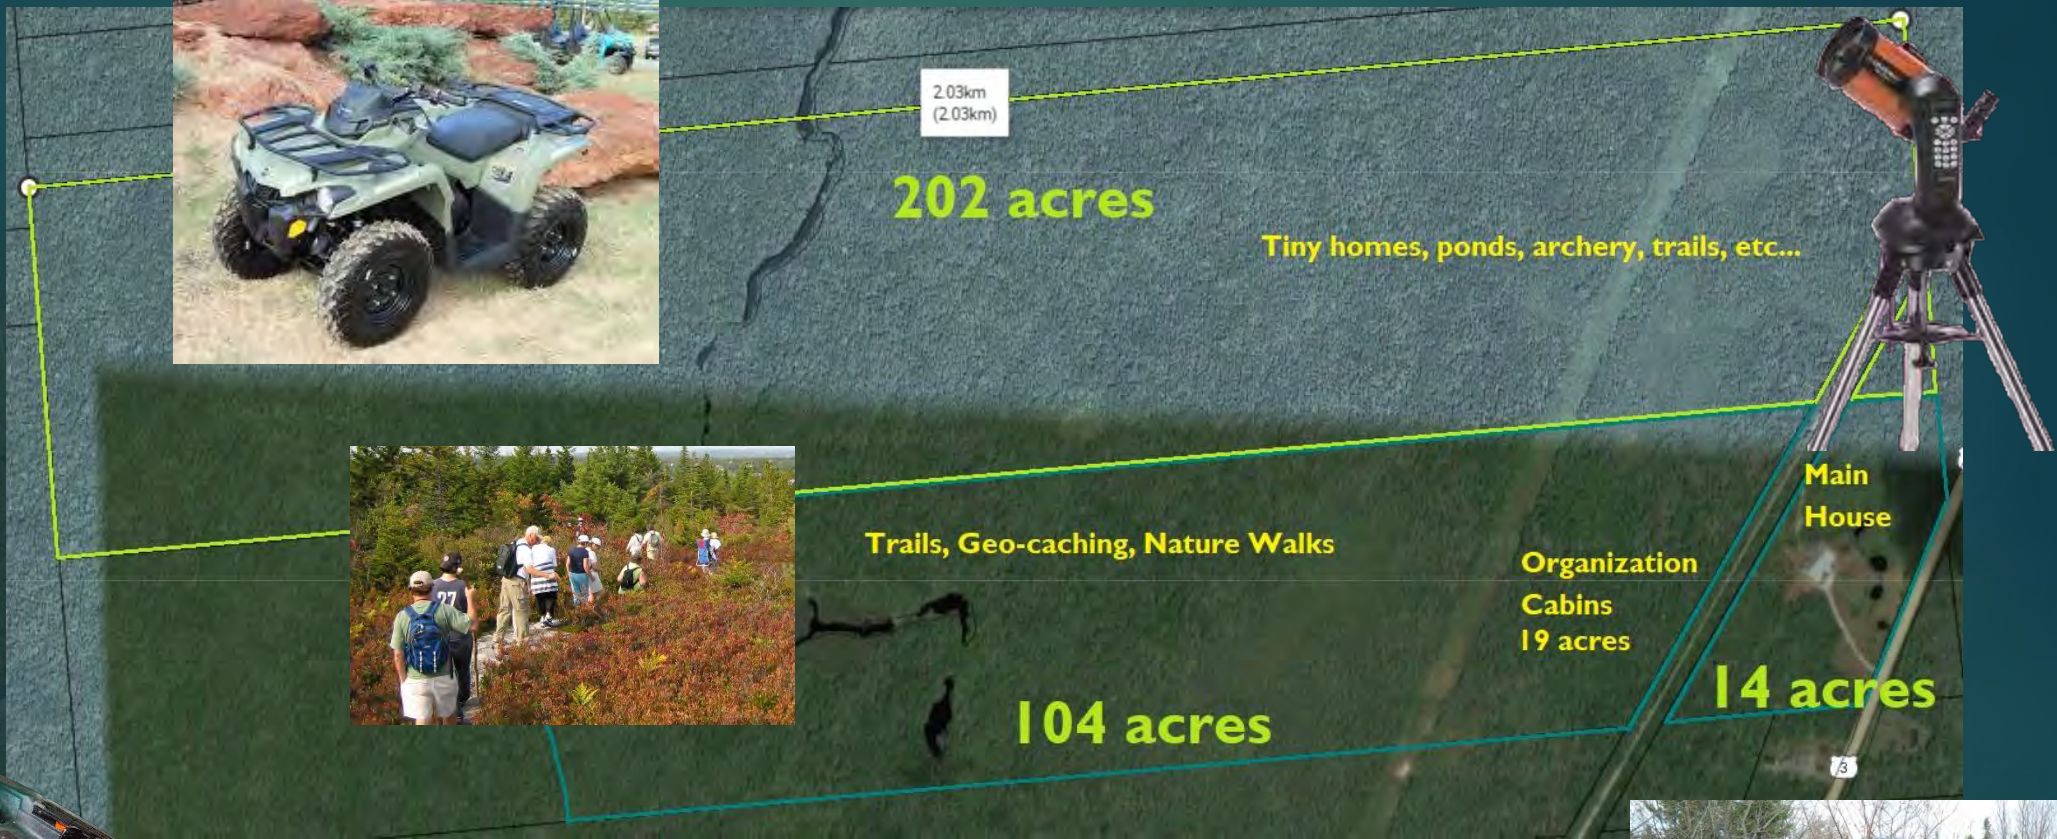 2.03km
(2.03km)
202 acres
Tiny homes, ponds, archery, trails, etc...
Main
House
Trails, Geo-caching, Nature Walks
27
Organization
Cabins
19 acres
14 acres
104 acres
3